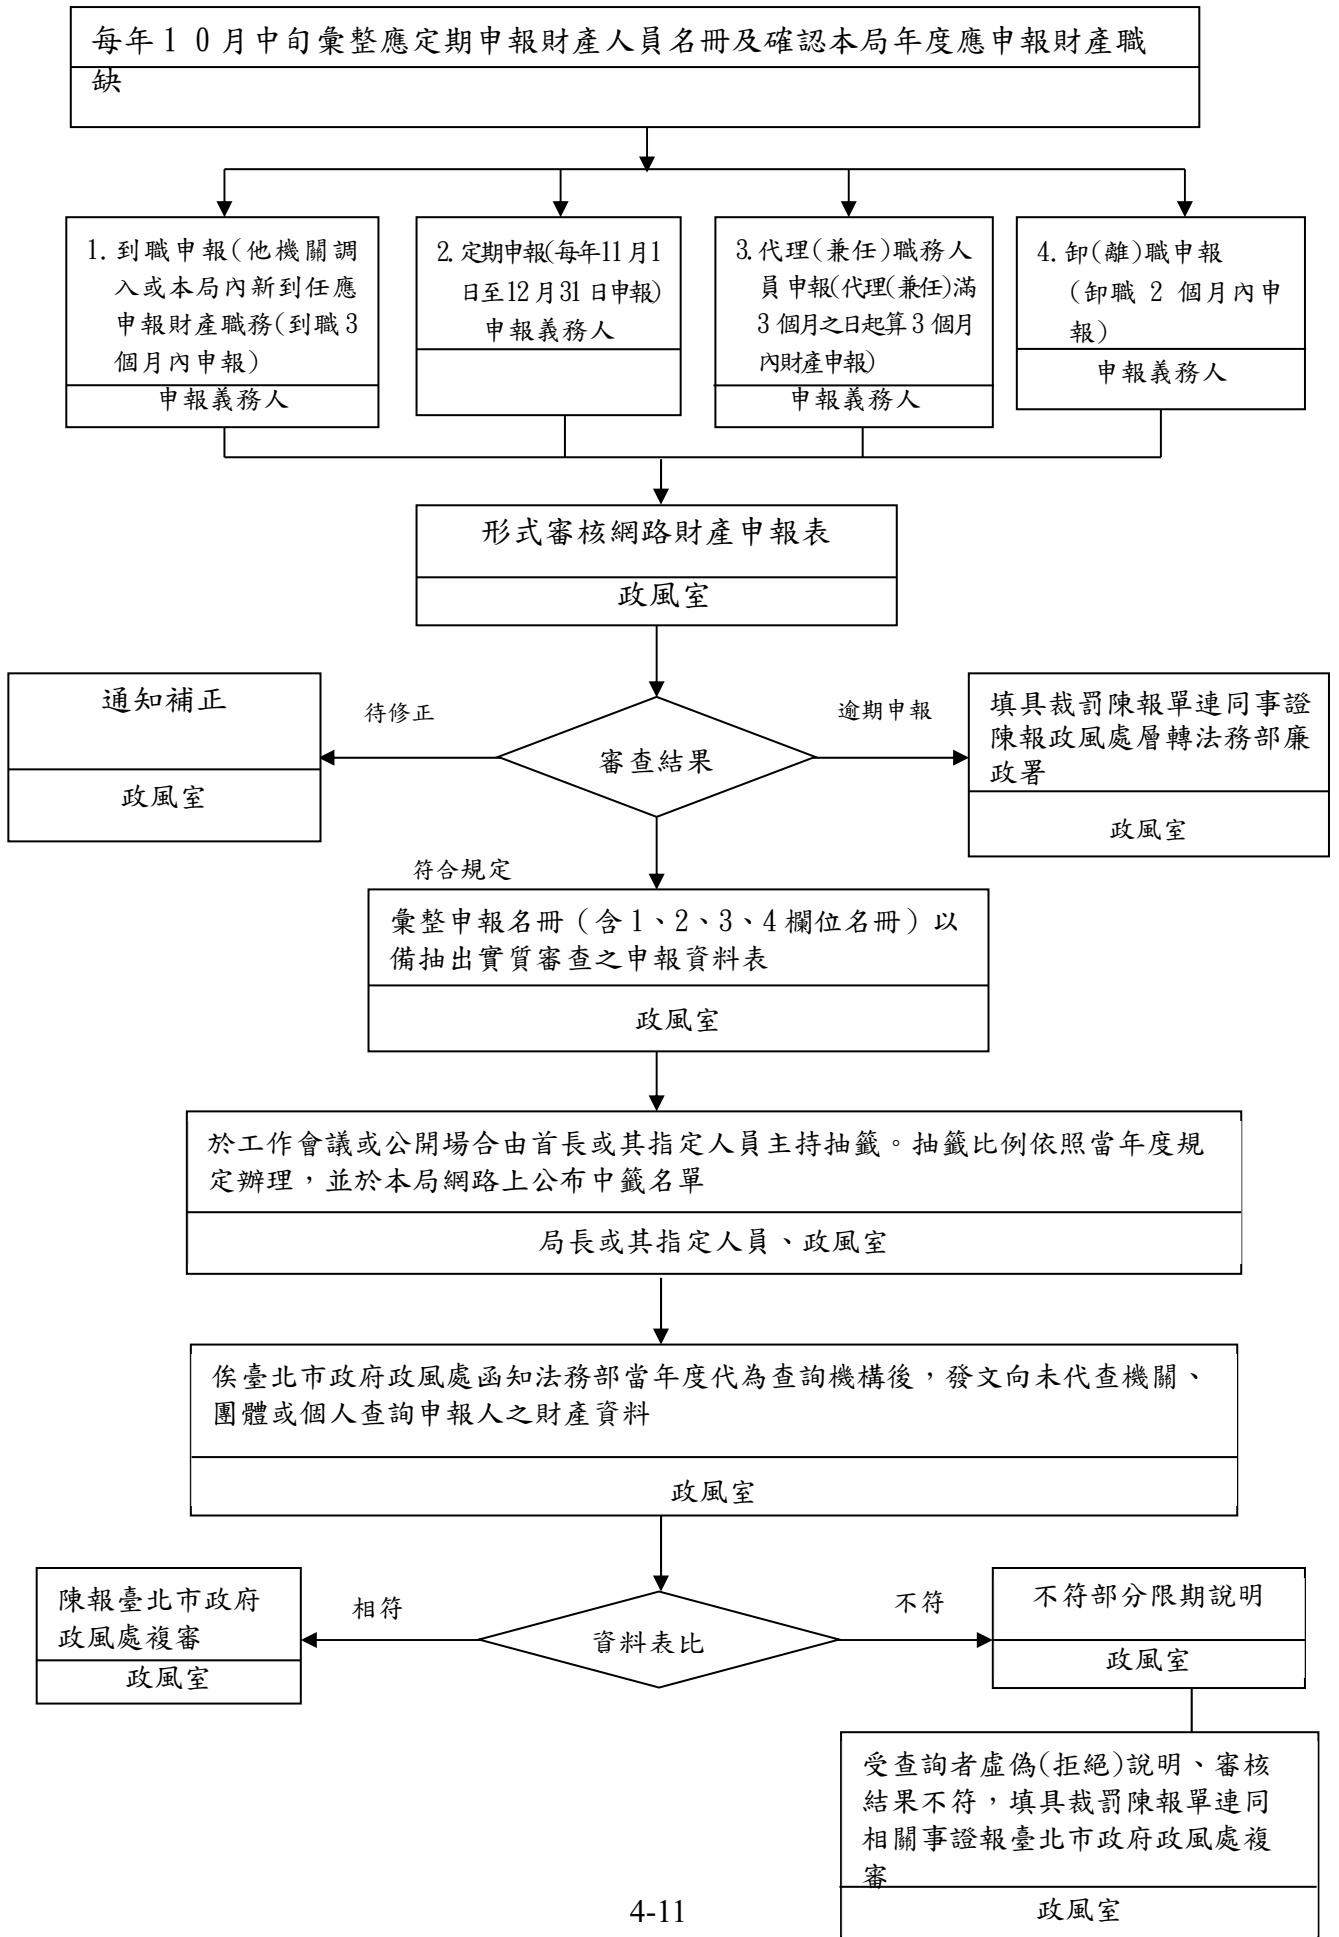 每年１０月中旬彙整應定期申報財產人員名冊及確認本局年度應申報財產職
缺
1. 到職申報(他機關調
入或本局內新到任應
申報財產職務(到職3
個月內申報)
申報義務人
2. 定期申報(每年11月1
日至12月31日申報)
申報義務人
3. 代理(兼任)職務人
員申報(代理(兼任)滿
3個月之日起算3個月
內財產申報)
申報義務人
4. 卸(離)職申報
(卸職 2 個月內申
報)
申報義務人
形式審核網路財產申報表
政風室
通知補正
政風室
待修正
審查結果
逾期申報
填具裁罰陳報單連同事證
陳報政風處層轉法務部廉
政署
政風室
符合規定
彙整申報名冊（含1、2、3、4欄位名冊）以
備抽出實質審查之申報資料表
政風室
於工作會議或公開場合由首長或其指定人員主持抽籤。抽籤比例依照當年度規
定辦理，並於本局網路上公布中籤名單
局長或其指定人員、政風室
俟臺北市政府政風處函知法務部當年度代為查詢機構後，發文向未代查機關、
團體或個人查詢申報人之財產資料
政風室
陳報臺北市政府
政風處複審
政風室
相符
資料表比
不符
不符部分限期說明
政風室
受查詢者虛偽(拒絕)說明、審核
結果不符，填具裁罰陳報單連同
相關事證報臺北市政府政風處複
審
政風室
4-11